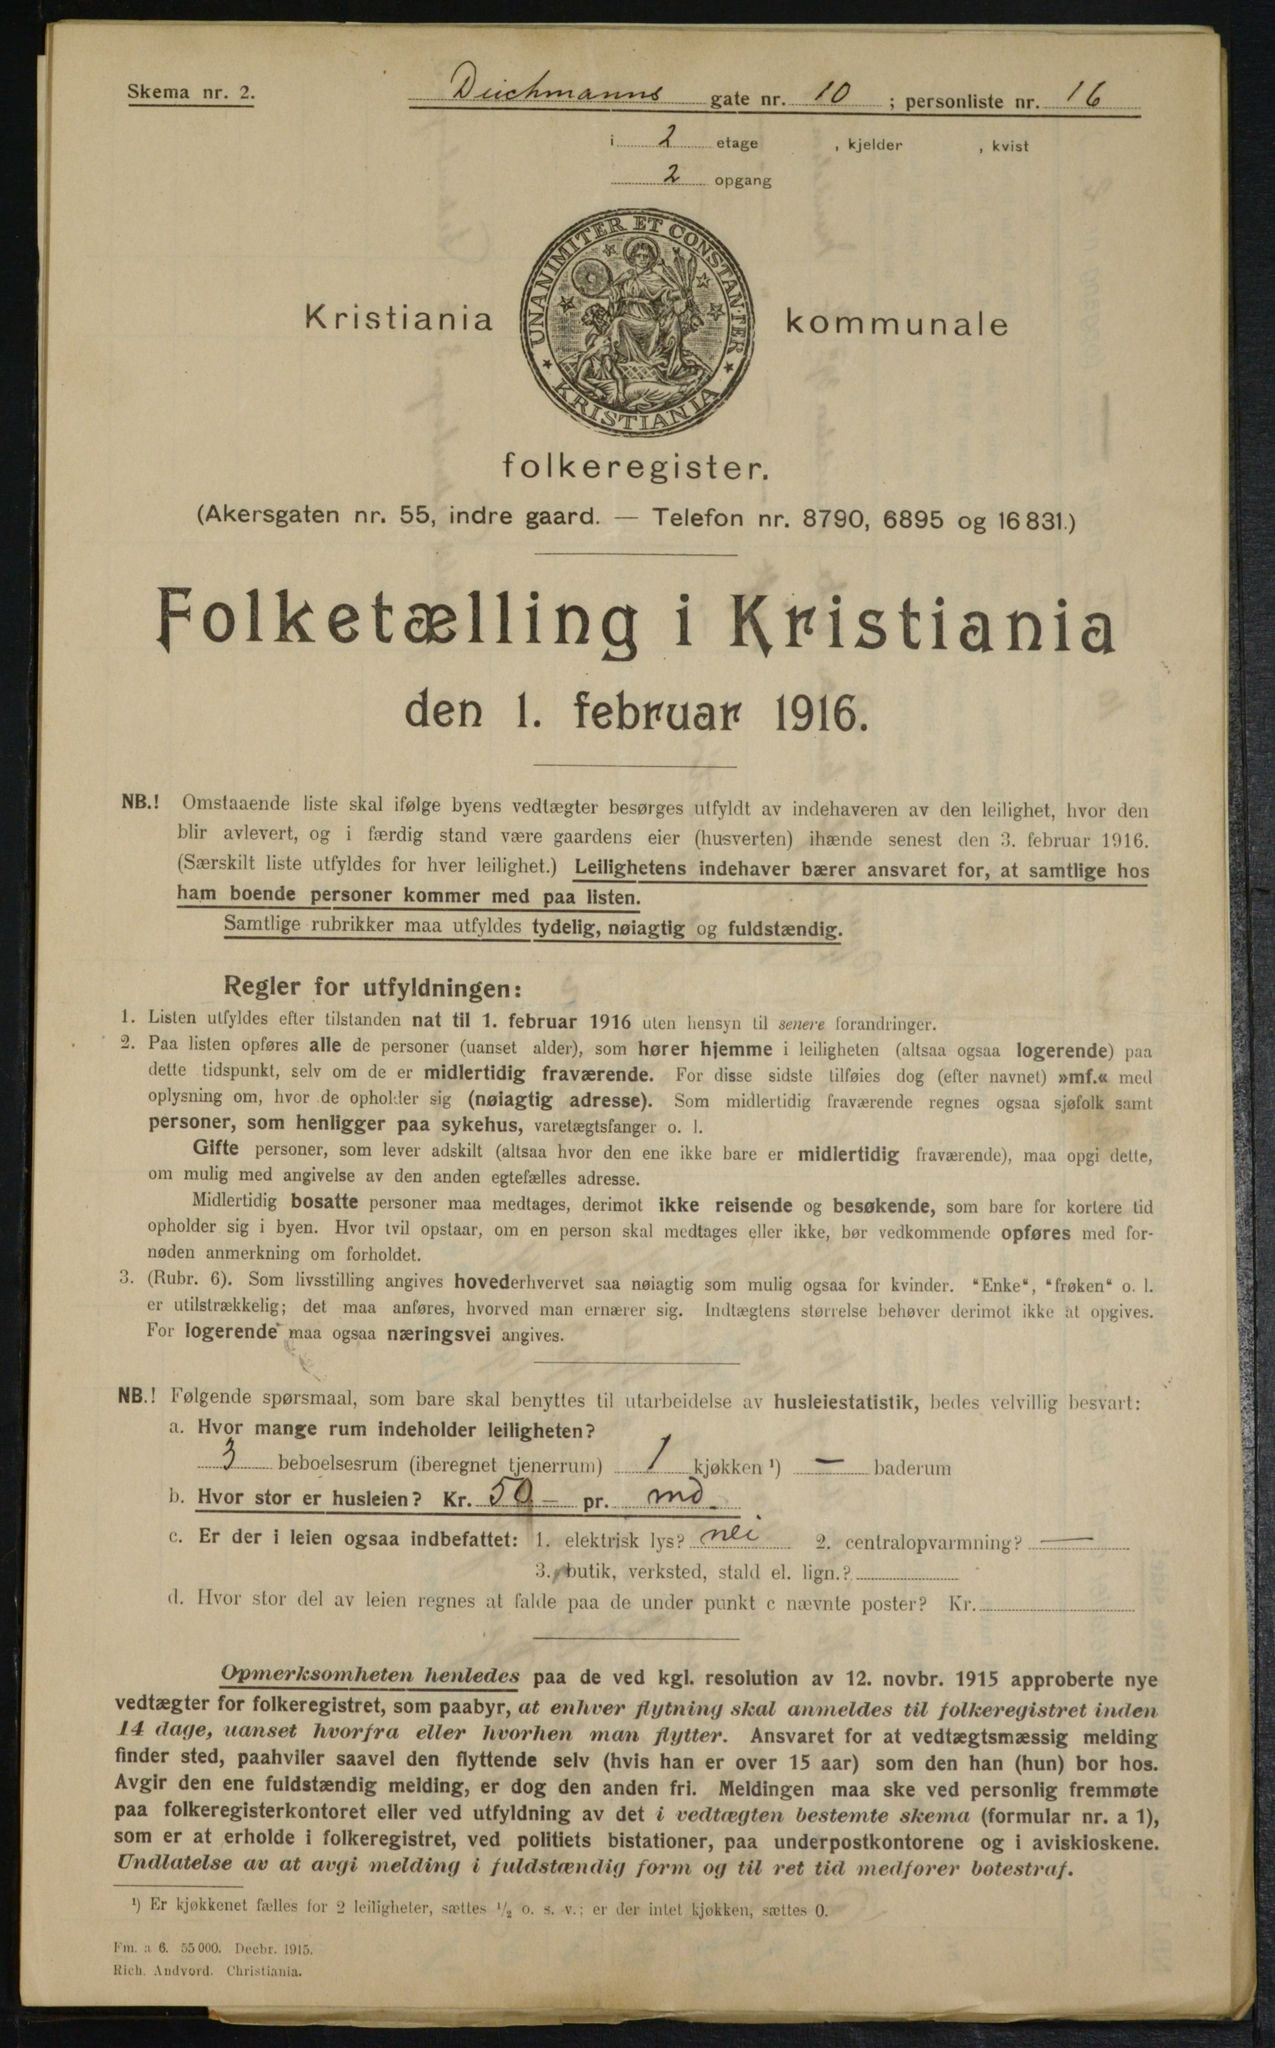 Skema nr. 2.
Deichmanns gate nr. 10 ; personliste nr. 16
i 2 etage , kjelder , kvist
2 opgang
UNANIMITER ET CONSTANTER
KRISTIANIA
Kristiania kommunale
folkeregister.
(Akersgaten nr. 55, indre gaard. — Telefon nr. 8790, 6895 og 16 831.)
Folketælling i Kristiania
den 1. februar 1916.
NB.! Omstaaende liste skal ifølge byens vedtægter besørges utfyldt av indehaveren av den leilighet, hvor den
blir avlevert, og i færdig stand være gaardens eier (husverten) ihænde senest den 3. februar 1916.
(Særskilt liste utfyldes for hver leilighet.) Leilighetens indehaver bærer ansvaret for, at samtlige hos
ham boende personer kommer med paa listen.
Samtlige rubrikker maa utfyldes tydelig, nøiagtig og fuldstændig.
Regler for utfyldningen:
1. Listen utfyldes efter tilstanden nat til 1. februar 1916 uten hensyn til senere forandringer.
2. Paa listen opføres alle de personer (uanset alder), som hører hjemme i leiligheten (altsaa ogsaa logerende) paa
dette tidspunkt, selv om de er midlertidig fraværende. For disse sidste tilføies dog (efter navnet) »mf.« med
oplysning om, hvor de opholder sig (nøiagtig adresse). Som midlertidig fraværende regnes ogsaa sjøfolk samt
personer, som henligger paa sykehus, varetægtsfanger o. l.
Gifte personer, som lever adskilt (altsaa hvor den ene ikke bare er midlertidig fraværende), maa opgi dette,
om mulig med angivelse av den anden egtefælles adresse.
Midlertidig bosatte personer maa medtages, derimot ikke reisende og besøkende, som bare for kortere tid
opholder sig i byen. Hvor tvil opstaar, om en person skal medtages eller ikke, bør vedkommende opføres med for-
nøden anmerkning om forholdet.
3. (Rubr. 6). Som livsstilling angives hovederhvervet saa nøiagtig som mulig ogsaa for kvinder. "Enke", "frøken" o. l.
er utilstrækkelig; det maa anføres, hvorved man ernærer sig. Indtægtens størrelse behøver derimot ikke at opgives.
For logerende maa ogsaa næringsvei angives.
NB.! Følgende spørsmaal, som bare skal benyttes til utarbeidelse av husleiestatistik, bedes velvillig besvart:
a. Hvor mange rum indeholder leiligheten?
3 beboelsesrum (iberegnet tjenerrum) 1 kjøkken ¹) — baderum
b. Hvor stor er husleien? Kr. 50 — pr. md.
c. Er der i leien ogsaa indbefattet: 1. elektrisk lys? nei 2. centralopvarmning? —
3. butik, verksted, stald el. lign.?
d. Hvor stor del av leien regnes at falde paa de under punkt c nævnte poster? Kr.
Opmerksomheten henledes paa de ved kgl. resolution av 12. novbr. 1915 approberte nye
vedtægter for folkeregistret, som paabyr, at enhver flytning skal anmeldes til folkeregistret inden
14 dage, uanset hvorfra eller hvorhen man flytter. Ansvaret for at vedtægtsmæssig melding
finder sted, paahviler saavel den flyttende selv (hvis han er over 15 aar) som den han (hun) bor hos.
Avgir den ene fuldstændig melding, er dog den anden fri. Meldingen maa ske ved personlig fremmøte
paa folkeregisterkontoret eller ved utfyldning av det i vedtægten bestemte skema (formular nr. a 1),
som er at erholde i folkeregistret, ved politiets bistationer, paa underpostkontorene og i aviskioskene.
Undlatelse av at avgi melding i fuldstændig form og til ret tid medfører bøtestraf.
¹) Er kjøkkenet fælles for 2 leiligheter, sættes ½ o. s. v.; er der intet kjøkken, sættes 0.
Fm. a 6. 55 000. Decbr. 1915.
Rich. Andvord. Christiania.